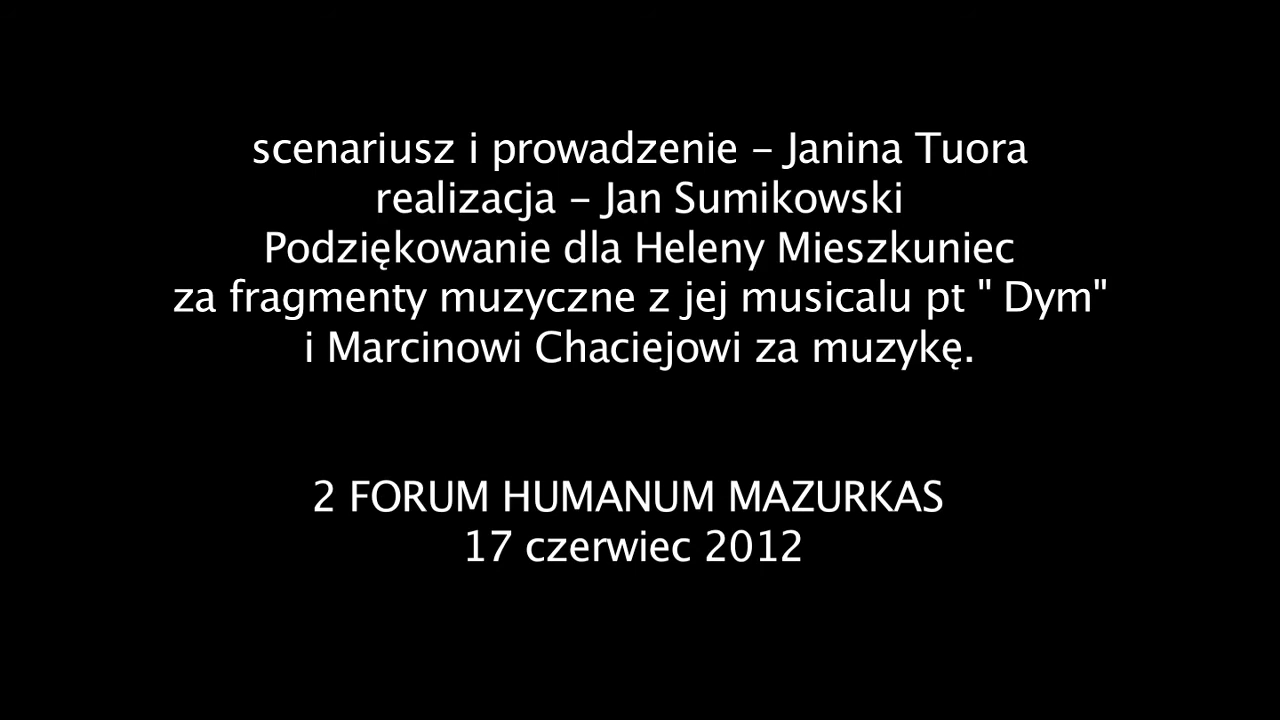 scenariusz i prowadzenie - Janina Tuora
realizacja - Jan Sumikowski
Podziękowanie dla Heleny Mieszkuniec
za fragmenty muzyczne z jej musicalu pt " Dym"
i Marcinowi Chaciejowi za muzykę.
2 FORUM HUMANUM MAZURKAS
17 czerwiec 2012